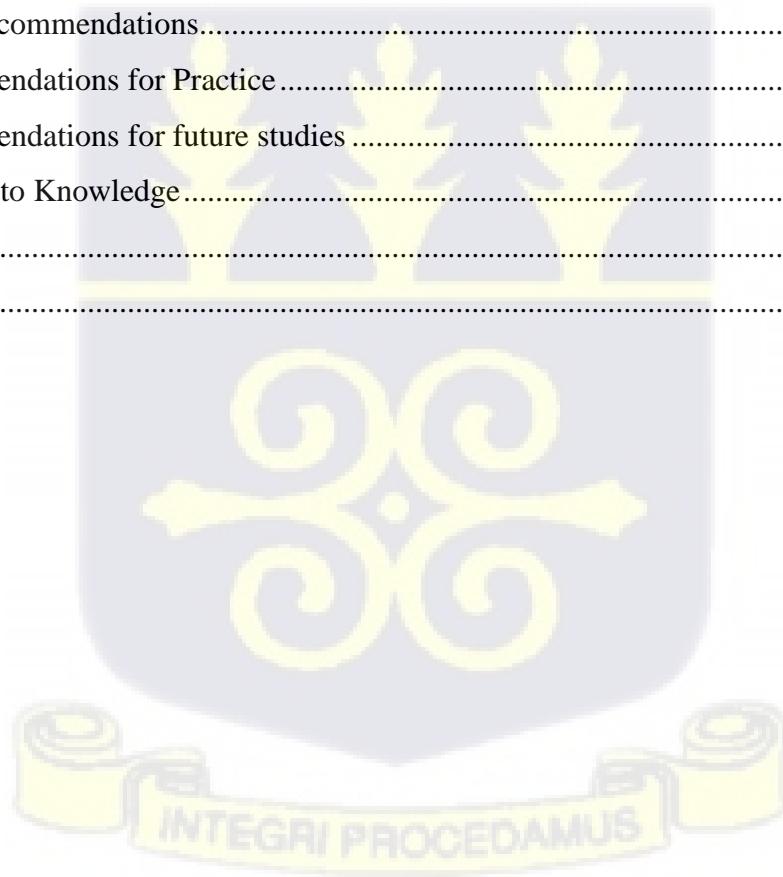 commendations...............................................................
endations for Practice...............................................................
endations for future studies...............................................................
to Knowledge...............................................................
...............................................................
...............................................................
INTEGRI PROCEDAMUS